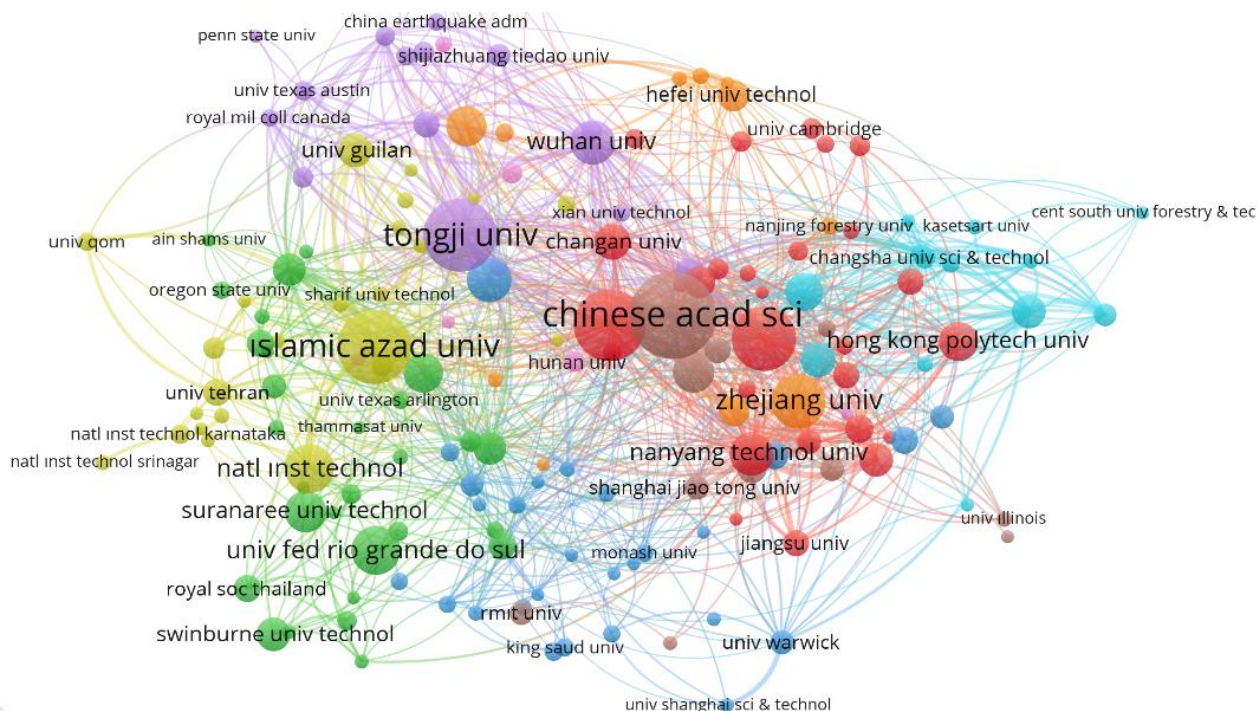 china earthquake adm
penn state univ
shijiazhuang tiedao univ
univ texas austin
hefei univ technol
royal mil coll canada
univ cambridge
univ guilan
wuhan univ
xian univ technol
cent south univ forestry & tec
nanjing forestry univ
kasetsart univ
univ qom
ain shams univ
tongji univ
changan univ
changsha univ sci & technol
oregon state univ
sharif univ technol
chinese acad sci
ıslamic azad univ
hong kong polytech univ
hunan univ
univ tehran
univ texas arlington
zhejiang univ
thammasat univ
natl ınst technol karnataka
nanyang technol univ
natl ınst technol srinagar
natl ınst technol
shanghai jiao tong univ
suranaree univ technol
univ ıllinois
univ fed rio grande do sul
monash univ
jiangsu univ
royal soc thailand
rmıt univ
swinburne univ technol
king saud univ
univ warwick
univ shanghai sci & technol